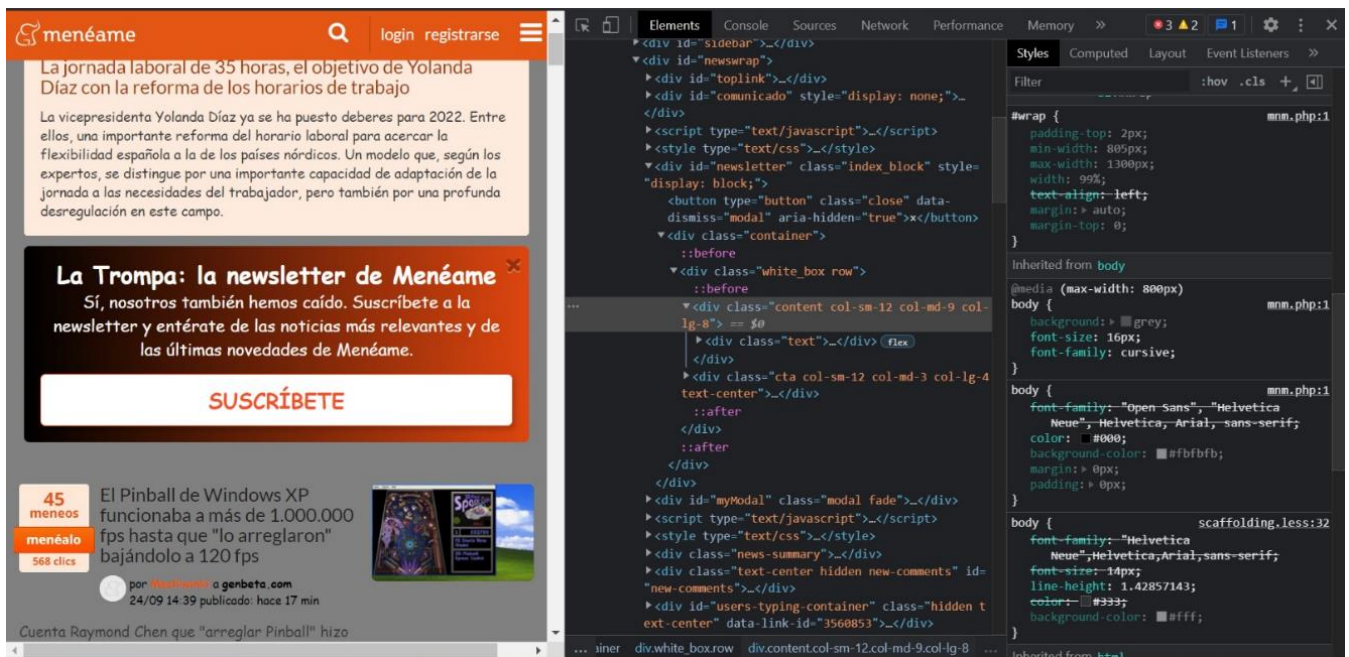 menéame
login registrarse
La jornada laboral de 35 horas, el objetivo de Yolanda
Díaz con la reforma de los horarios de trabajo
La vicepresidenta Yolanda Díaz ya se ha puesto deberes para 2022. Entre
ellos, una importante reforma del horario laboral para acercar la
flexibilidad española a la de los países nórdicos. Un modelo que, según los
expertos, se distingue por una importante capacidad de adaptación de la
jornada a las necesidades del trabajador, pero también por una profunda
desregulación en este campo.
La Trompa: la newsletter de Menéame
Sí, nosotros también hemos caído. Suscríbete a la
newsletter y entérate de las noticias más relevantes y de
las últimas novedades de Menéame.
SUSCRÍBETE
45
meneos
menéalo
568 clics
El Pinball de Windows XP
funcionaba a más de 1.000.000
fps hasta que "lo arreglaron"
bajándolo a 120 fps
por
a genbeta.com
24/09 14:39 publicado: hace 17 min
Cuenta Raymond Chen que "arreglar Pinball" hizo
Elements Console Sources Network Performance Memory » 3 2 1
<div id="sidebar">…</div>
<div id="newswrap">
<div id="toplink">…</div>
<div id="comunicado" style="display: none;">…
</div>
<script type="text/javascript">…</script>
<style type="text/css">…</style>
<div id="newsletter" class="index_block" style=
"display: block;">
<button type="button" class="close" data-
dismiss="modal" aria-hidden="true">×</button>
<div class="container">
::before
<div class="white_box row">
::before
<div class="content col-sm-12 col-md-9 col-
lg-8"> == $0
<div class="text">…</div> flex
</div>
<div class="cta col-sm-12 col-md-3 col-lg-4
text-center">…</div>
::after
</div>
::after
</div>
</div>
<div id="myModal" class="modal fade">…</div>
<script type="text/javascript">…</script>
<style type="text/css">…</style>
<div class="news-summary">…</div>
<div class="text-center hidden new-comments" id=
"new-comments">…</div>
<div id="users-typing-container" class="hidden t
ext-center" data-link-id="3560853">…</div>
... ainer div.white_box.row div.content.col-sm-12.col-md-9.col-lg-8 ...
Styles Computed Layout Event Listeners »
Filter :hov .cls +
#wrap { mnm.php:1
padding-top: 2px;
min-width: 805px;
max-width: 1300px;
width: 99%;
text-align: left;
margin: auto;
margin-top: 0;
}
Inherited from body
@media (max-width: 800px)
body { mnm.php:1
background: grey;
font-size: 16px;
font-family: cursive;
}
body { mnm.php:1
font-family: "Open Sans", "Helvetica
Neue", Helvetica, Arial, sans-serif;
color: #000;
background-color: #fbfbfb;
margin: 0px;
padding: 0px;
}
body { scaffolding.less:32
font-family: "Helvetica
Neue",Helvetica,Arial,sans-serif;
font-size: 14px;
line-height: 1.42857143;
color: #333;
background-color: #fff;
}
Inherited from html